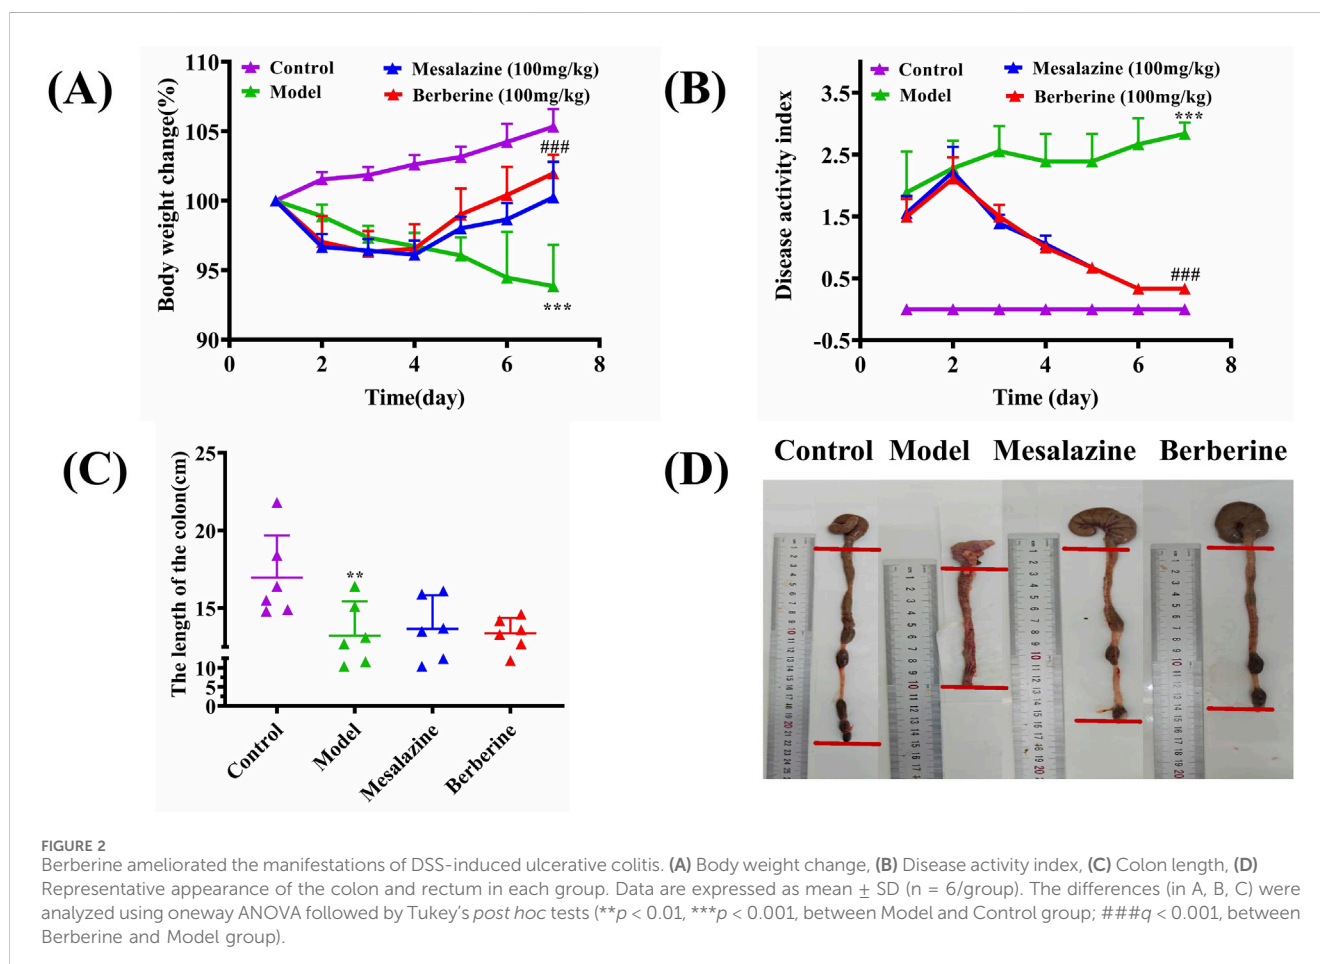 (A)
110
105
100
95
90
Body weight change(%)
Control
Model
Mesalazine (100mg/kg)
Berberine (100mg/kg)
###
***
0 2 4 6 8
Time(day)
(B)
3.5
2.5
1.5
0.5
-0.5
Disease activity index
Control
Model
Mesalazine (100mg/kg)
Berberine (100mg/kg)
***
###
0 2 4 6 8
Time (day)
(C)
25
20
15
10
5
0
The length of the colon(cm)
**
Control
Model
Mesalazine
Berberine
(D)
Control Model Mesalazine Berberine
FIGURE 2
Berberine ameliorated the manifestations of DSS-induced ulcerative colitis. (A) Body weight change, (B) Disease activity index, (C) Colon length, (D)
Representative appearance of the colon and rectum in each group. Data are expressed as mean ± SD (n = 6/group). The differences (in A, B, C) were
analyzed using oneway ANOVA followed by Tukey's post hoc tests (**p < 0.01, ***p < 0.001, between Model and Control group; ###q < 0.001, between
Berberine and Model group).